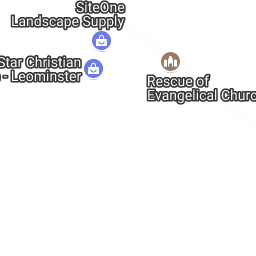 SiteOne
Landscape Supply
Star Christian
- Leominster
Rescue of
Evangelical Churc